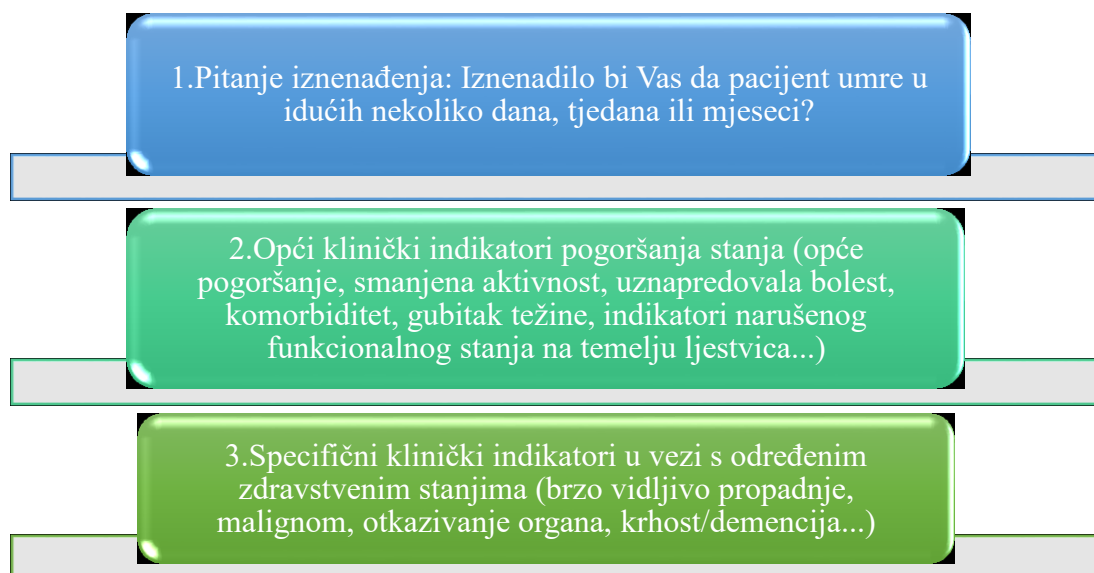 1.Pitanje iznenađenja: Iznenadilo bi Vas da pacijent umre u
idućih nekoliko dana, tjedana ili mjeseci?
2.Opći klinički indikatori pogoršanja stanja (opće
pogoršanje, smanjena aktivnost, uznapredovala bolest,
komorbiditet, gubitak težine, indikatori narušenog
funkcionalnog stanja na temelju ljestvica...)
3.Specifični klinički indikatori u vezi s određenim
zdravstvenim stanjima (brzo vidljivo propadnje,
malignom, otkazivanje organa, krhost/demencija...)